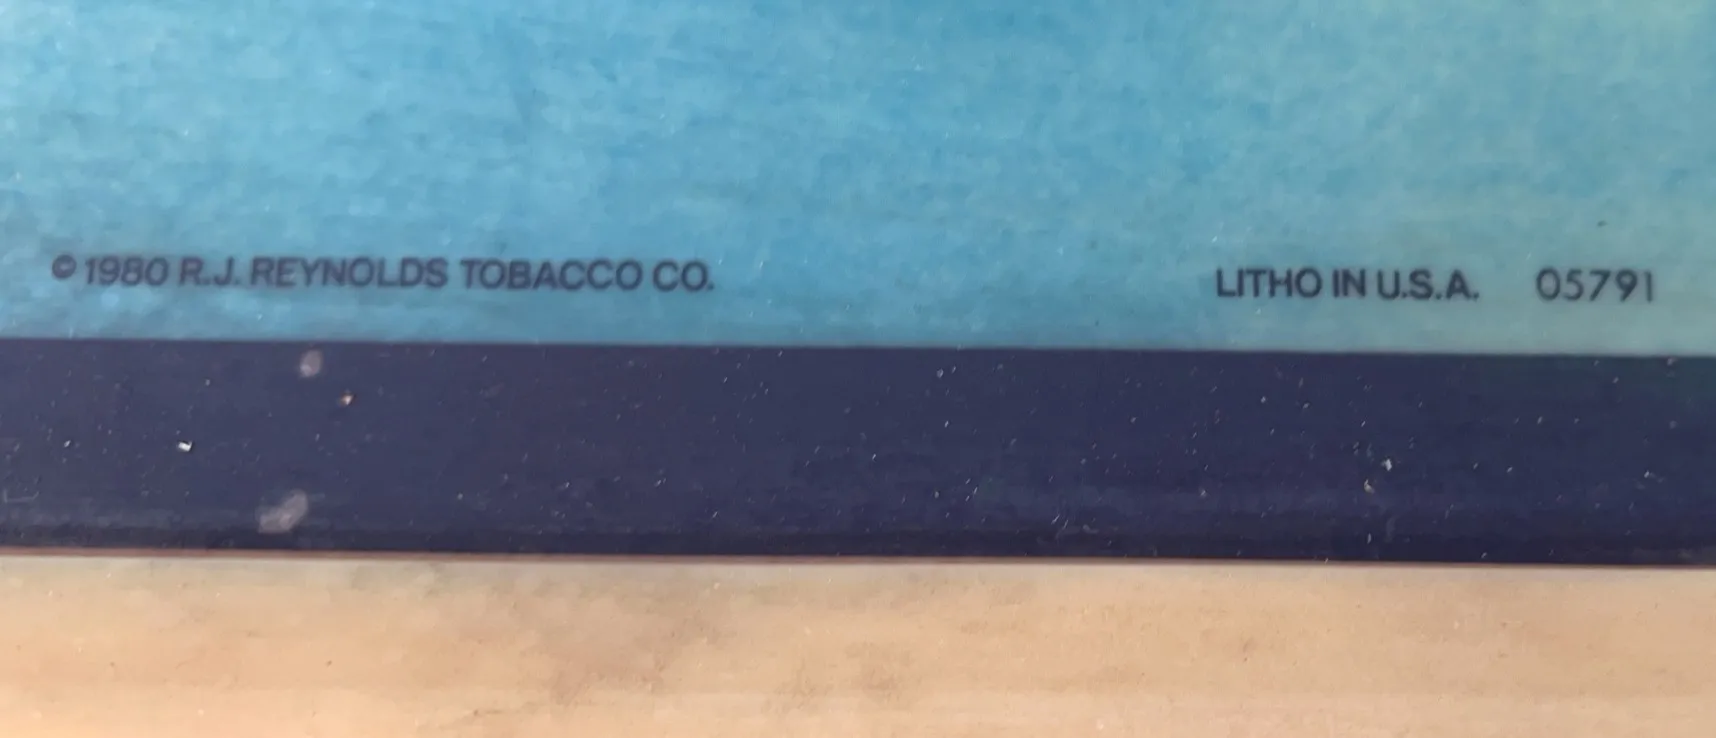 © 1980 R.J. REYNOLDS TOBACCO CO. LITHO IN U.S.A. 05791